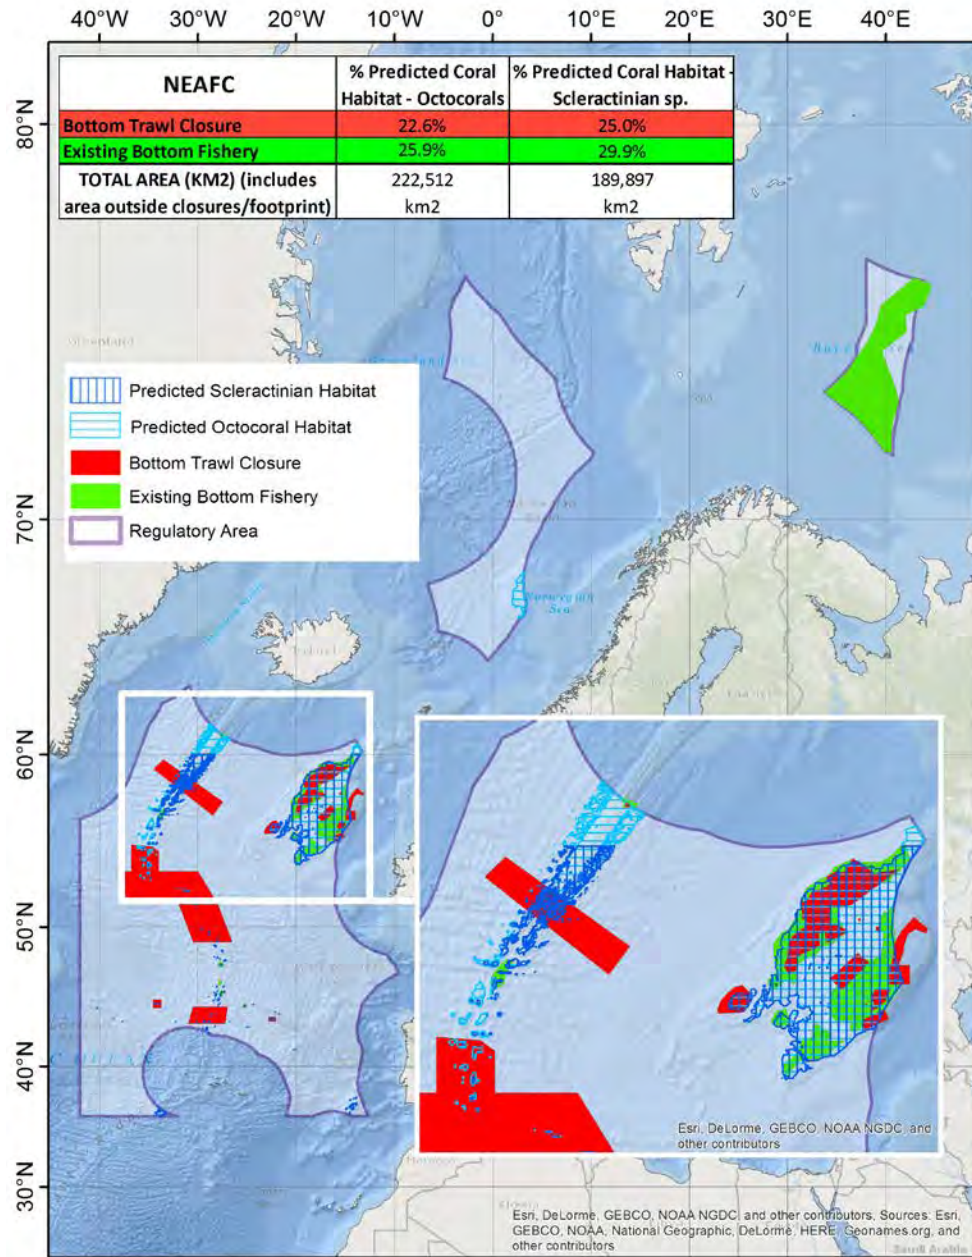 40°W 30°W 20°W 10°W 0° 10°E 20°E 30°E 40°E
80°N
70°N
60°N
50°N
40°N
30°N
NEAFC
% Predicted Coral
Habitat - Octocorals
% Predicted Coral Habitat -
Scleractinian sp.
Bottom Trawl Closure 22.6% 25.0%
Existing Bottom Fishery 25.9% 29.9%
TOTAL AREA (KM2) (includes
area outside closures/footprint)
222,512
km2
189,897
km2
Predicted Scleractinian Habitat
Predicted Octocoral Habitat
Bottom Trawl Closure
Existing Bottom Fishery
Regulatory Area
Greenland
Norwegian
Sea
Iceland
Esri, DeLorme, GEBCO, NOAA NGDC, and
other contributors
Morocco
Esri, DeLorme, GEBCO, NOAA NGDC, and other contributors, Sources: Esri,
GEBCO, NOAA, National Geographic, DeLorme, HERE, Geonames.org, and
other contributors
Saudi Arabia